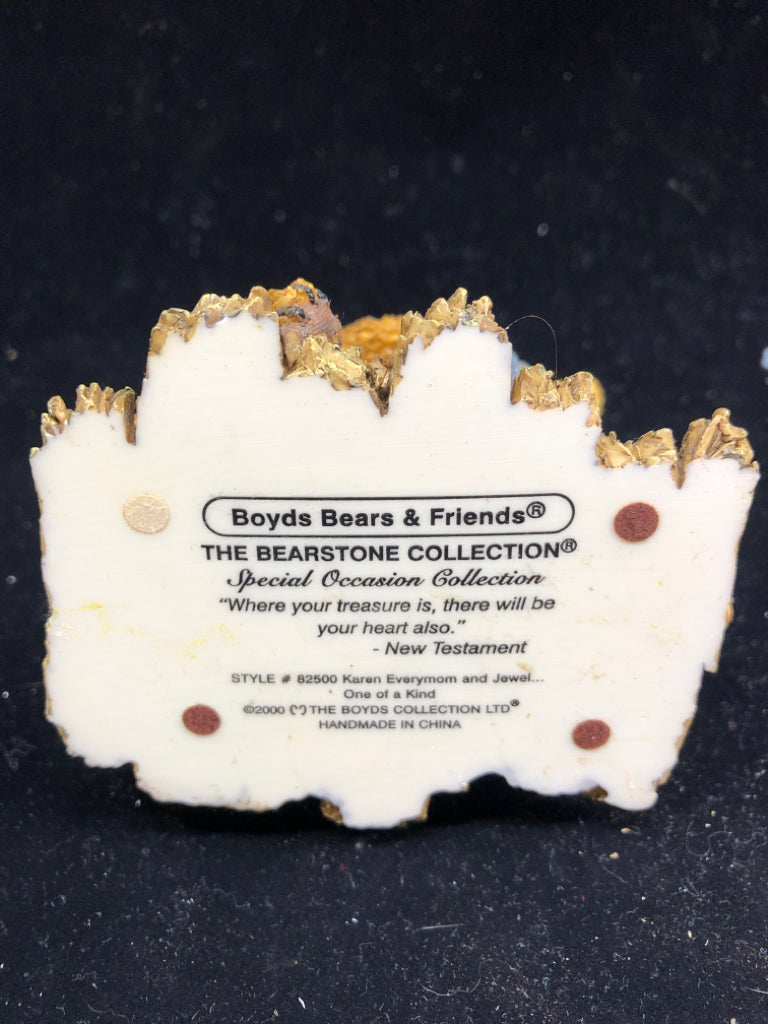 Boyds Bears & Friends®
THE BEARSTONE COLLECTION®
Special Occasion Collection
“Where your treasure is, there will be
your heart also.”
- New Testament
STYLE # 82500 Karen Everymom and Jewel...
One of a Kind
©2000 THE BOYDS COLLECTION LTD®
HANDMADE IN CHINA